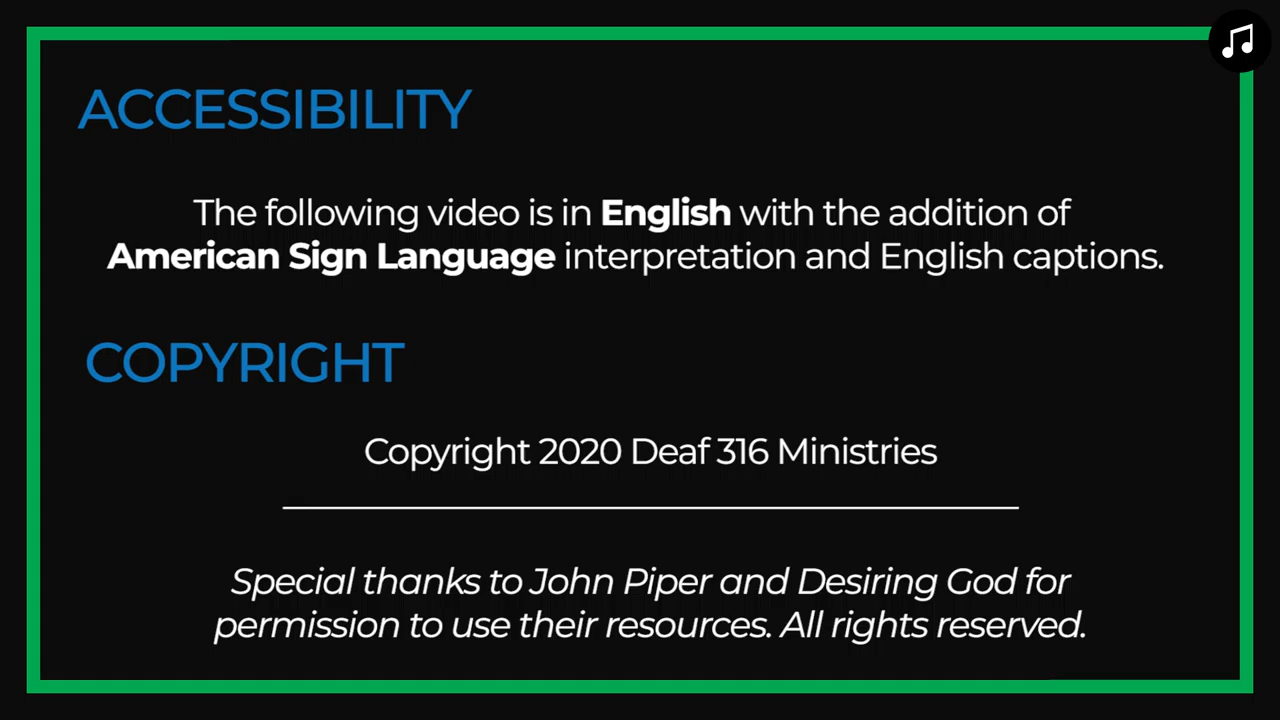 ACCESSIBILITY
The following video is in English with the addition of
American Sign Language interpretation and English captions.
COPYRIGHT
Copyright 2020 Deaf 316 Ministries
Special thanks to John Piper and Desiring God for
permission to use their resources. All rights reserved.